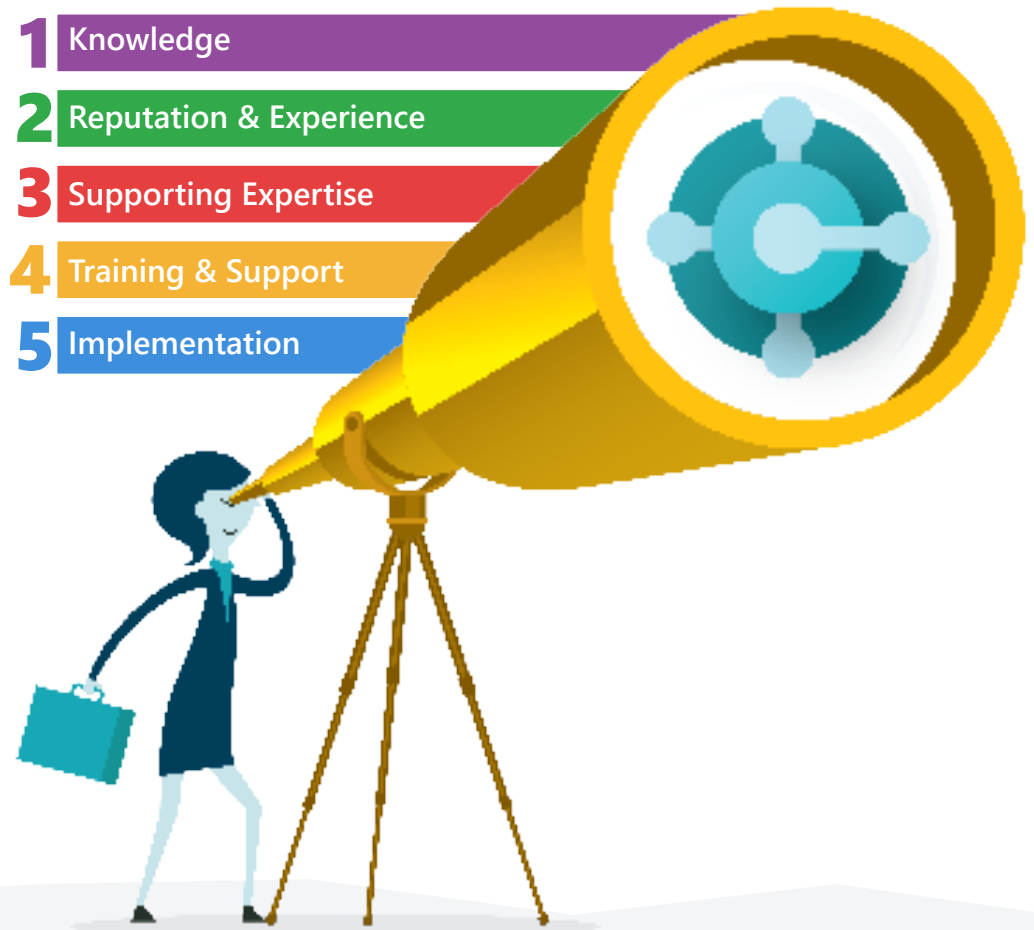 1 Knowledge
2 Reputation & Experience
3 Supporting Expertise
4 Training & Support
5 Implementation